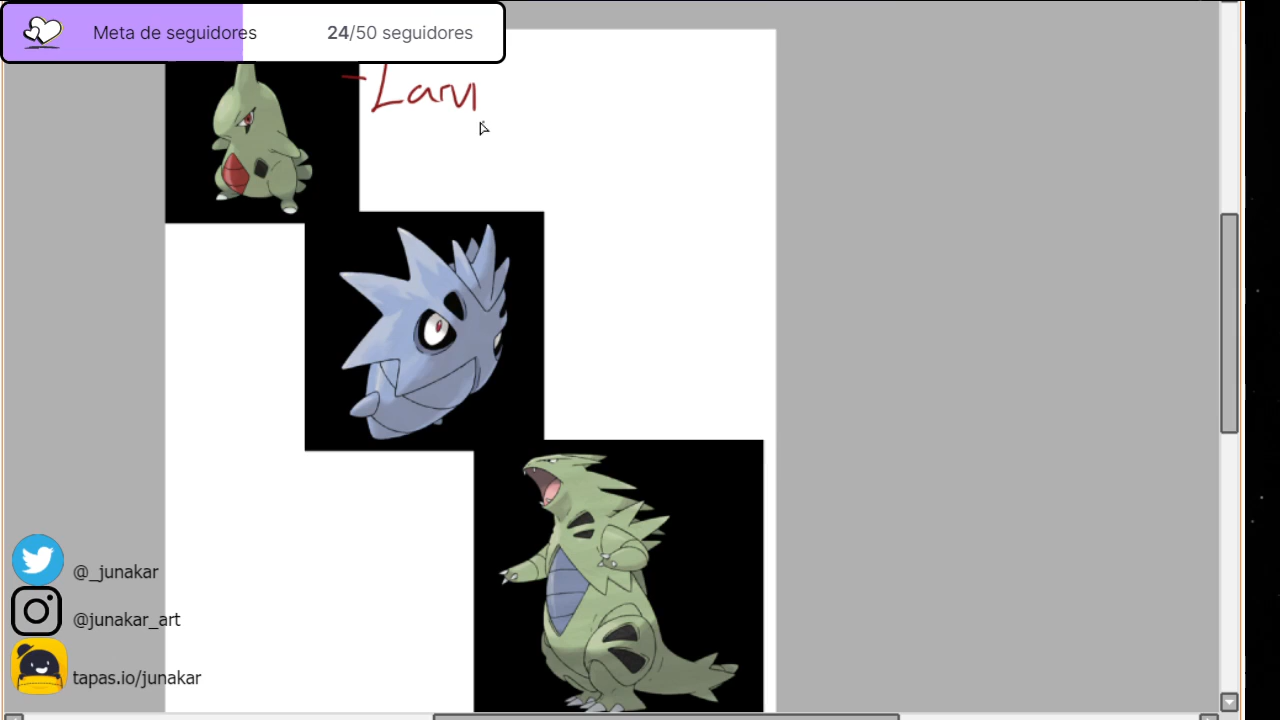 Meta de seguidores 24/50 seguidores
- Larvi
@_junakar
@junakar_art
tapas.io/junakar